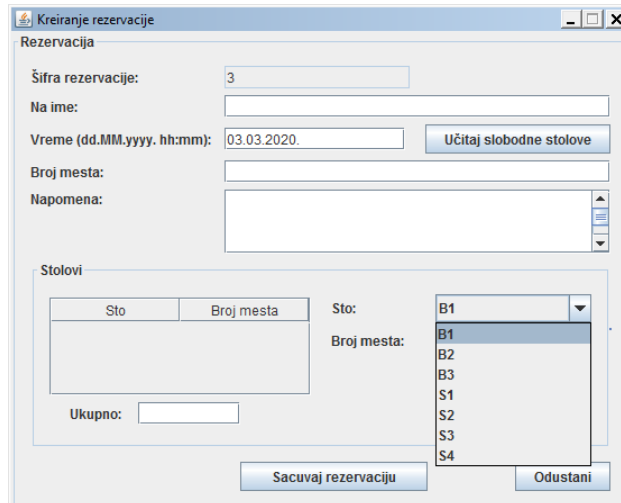 Kreiranje rezervacije
Rezervacija
Šifra rezervacije: 3
Na ime:
Vreme (dd.MM.yyyy. hh:mm): 03.03.2020. Učitaj slobodne stolove
Broj mesta:
Napomena:
Stolovi
Sto Broj mesta Sto: B1
Broj mesta: B1
B2
B3
S1
Ukupno: S2
S3
S4
Sacuvaj rezervaciju Odustani